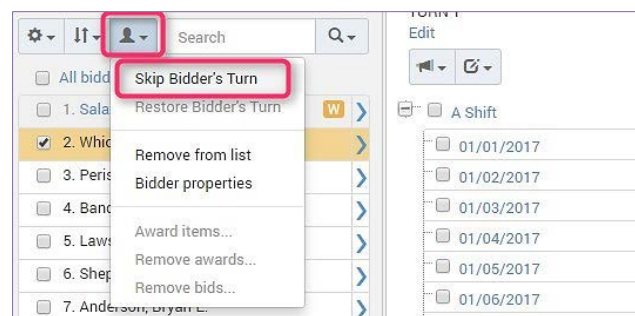 TURN 1
Search
Edit
All bidd
Skip Bidder's Turn
1. Sala
Restore Bidder's Turn
W
A Shift
2. Whic
01/01/2017
Remove from list
3. Peris
01/02/2017
Bidder properties
4. Banc
01/03/2017
Award items...
5. Laws
01/04/2017
Remove awards...
6. Shep
01/05/2017
Remove bids...
7. Anderson, Bryan E.
01/06/2017